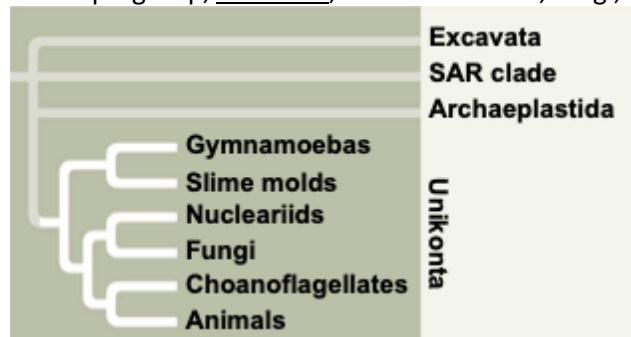 Excavata
SAR clade
Archaeplastida
Gymnamoebas
Slime molds
Nucleariids
Fungi
Choanoflagellates
Animals
Unikonta